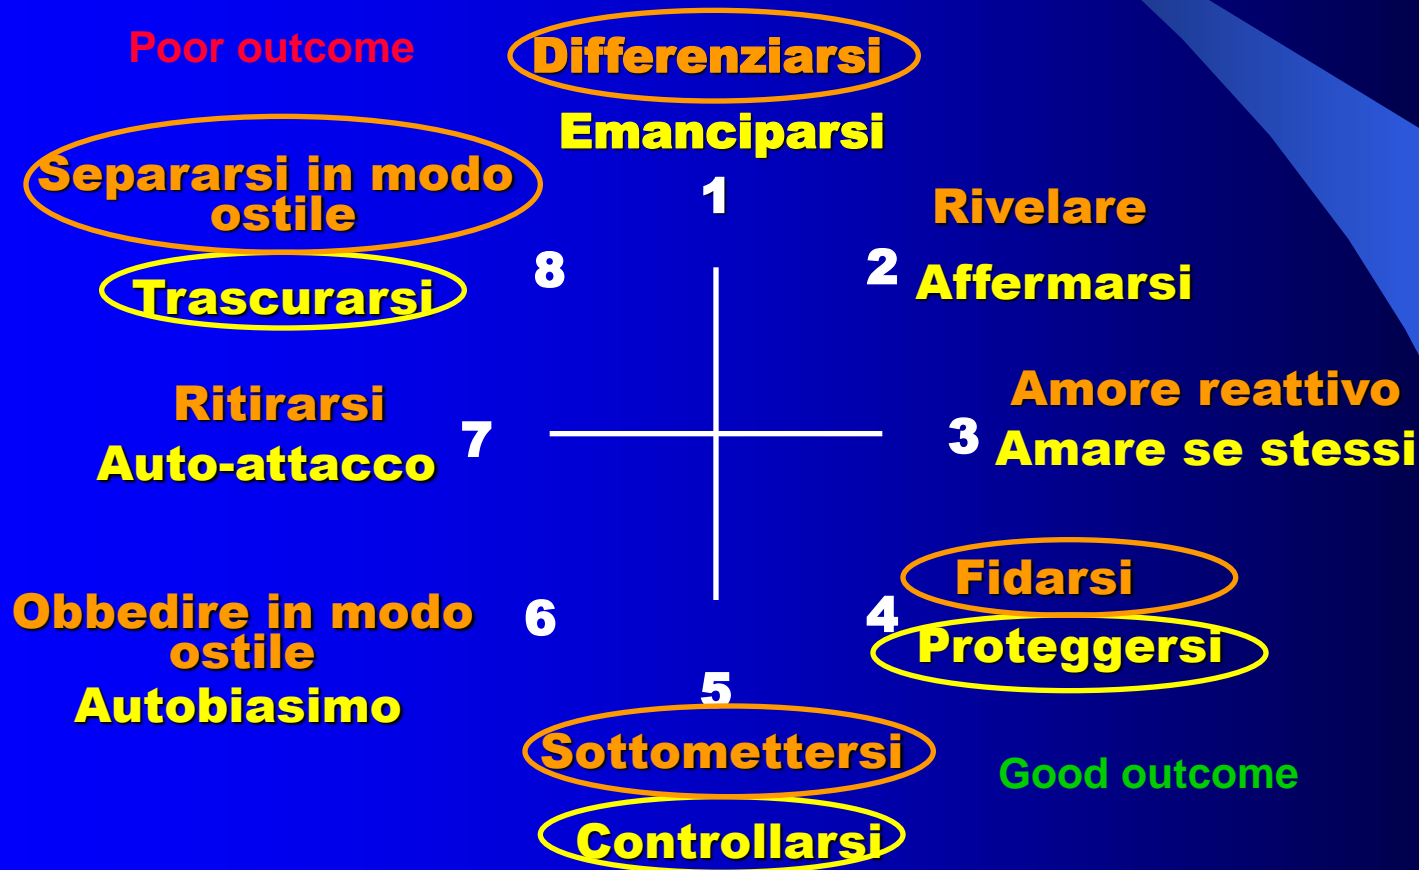 Poor outcome
Differenziarsi
Emanciparsi
1
Separarsi in modo
ostile
Trascurarsi
8
2
Rivelare
Affermarsi
Ritirarsi
Auto-attacco
7
3
Amore reattivo
Amare se stessi
Obbedire in modo
ostile
Autobiasimo
6
4
Fidarsi
Proteggersi
5
Sottomettersi
Controllarsi
Good outcome